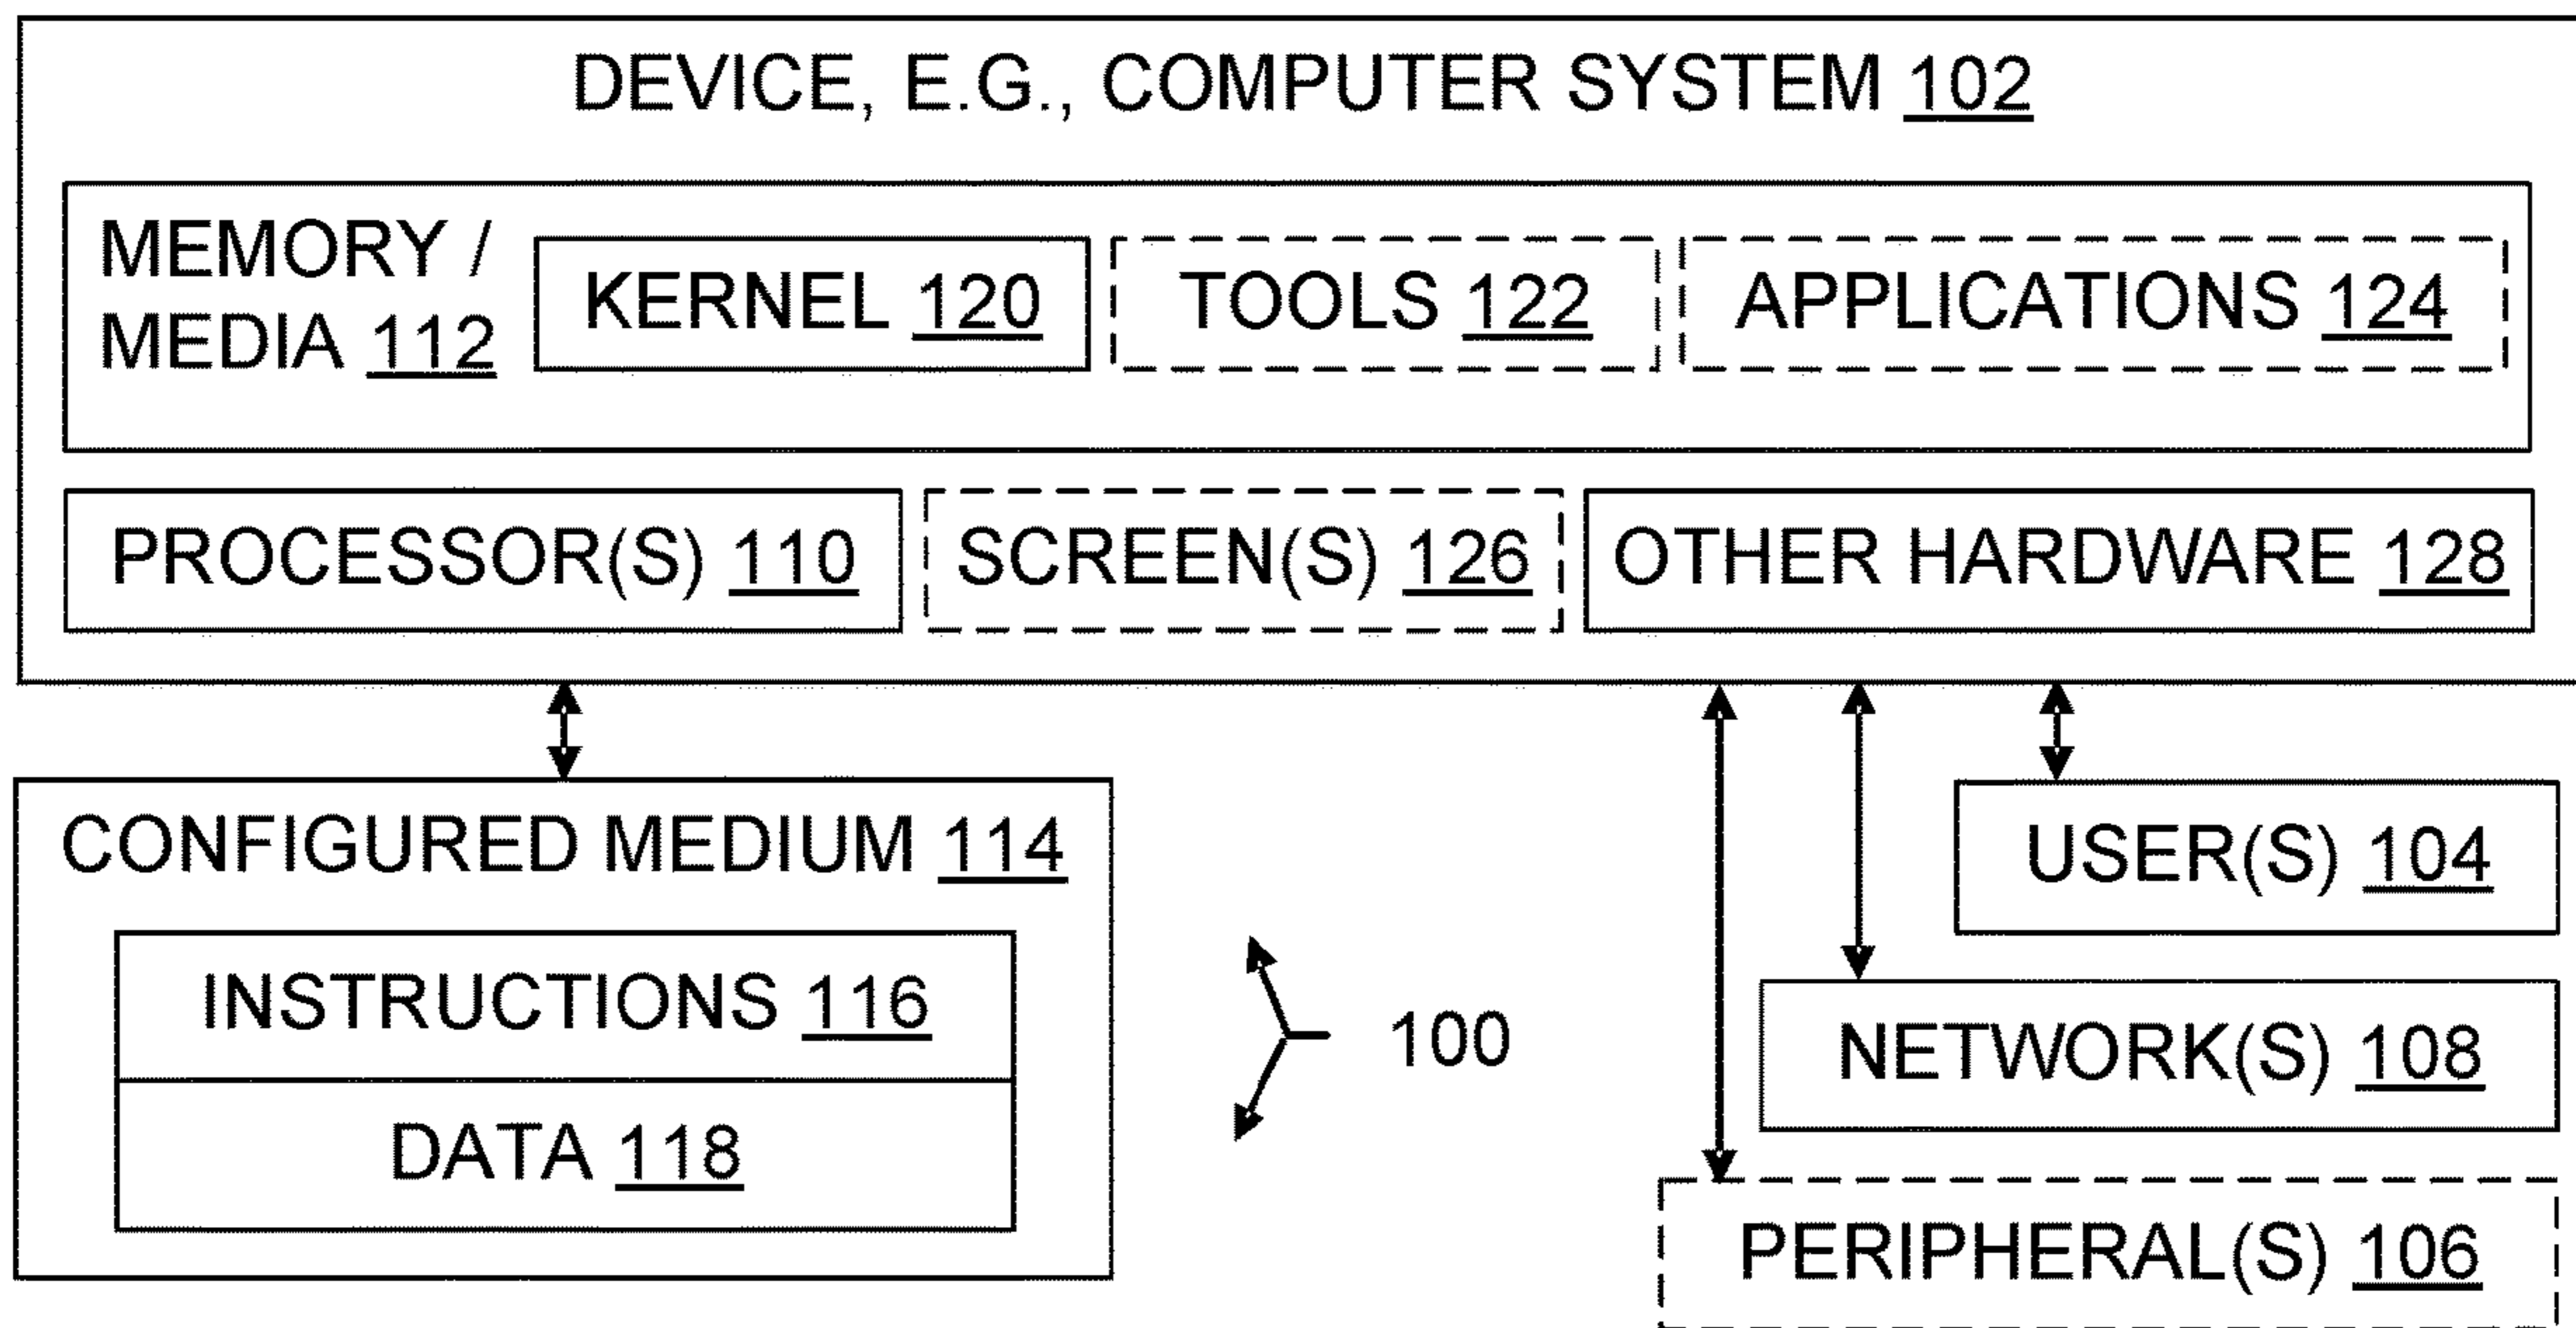 DEVICE, E.G., COMPUTER SYSTEM 102
MEMORY /
MEDIA 112
KERNEL 120
TOOLS 122
APPLICATIONS 124
PROCESSOR(S) 110
SCREEN(S) 126
OTHER HARDWARE 128
CONFIGURED MEDIUM 114
INSTRUCTIONS 116
DATA 118
100
USER(S) 104
NETWORK(S) 108
PERIPHERAL(S) 106